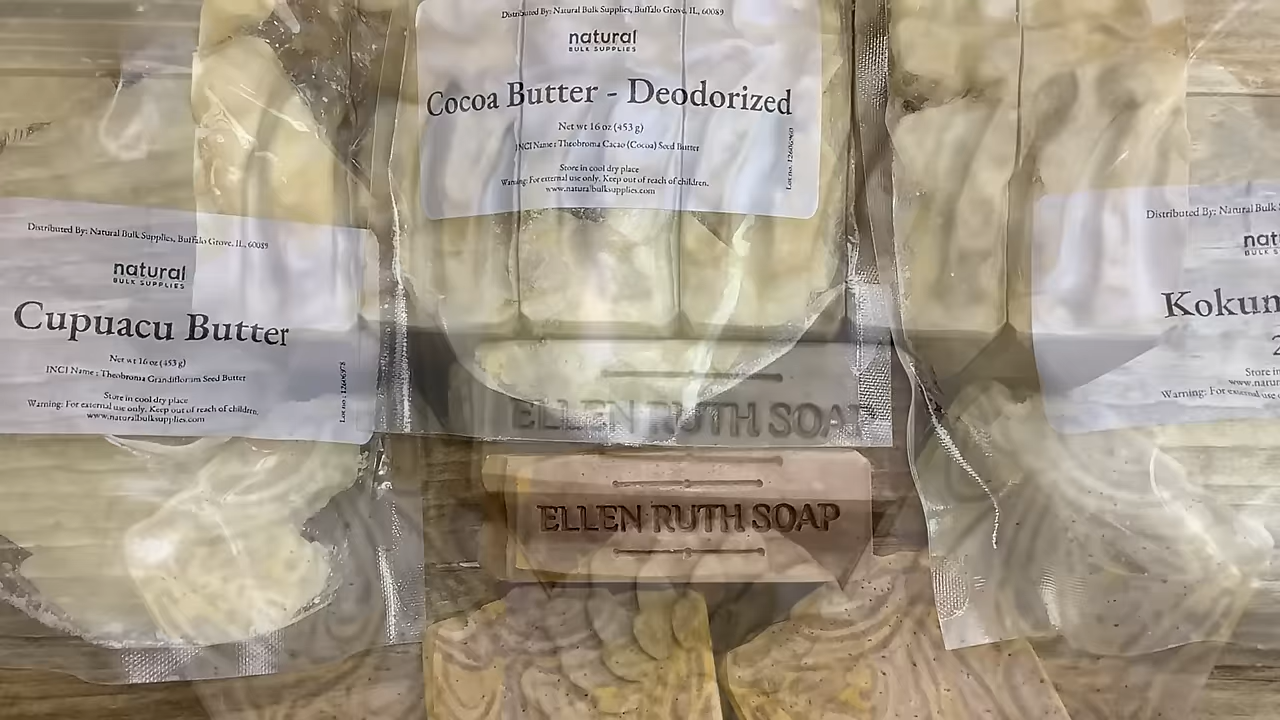 Distributed By: Natural Bulk Supplies, Buffalo Grove, IL, 60089
natural
BULK SUPPLIES
Cocoa Butter - Deodorized
Net wt 16 oz (453 g)
INCI Name : Theobroma Cacao (Cocoa) Seed Butter
Store in cool dry place
Warning: For external use only. Keep out of reach of children.
www.naturalbulksupplies.com
Distributed By: Natural Bulk Supplies, Buffalo Grove, IL, 60089
natural
BULK SUPPLIES
Cupuacu Butter
Net wt 16 oz (453 g)
INCI Name : Theobroma Grandiflorum Seed Butter
Store in cool dry place
Warning: For external use only. Keep out of reach of children.
www.naturalbulksupplies.com
Distributed By: Natural Bulk
nat
BULK S
Kokun
2
Store in
www.natura
Warning: For external use
ELLEN RUTH SOAP
ELLEN RUTH SOAP